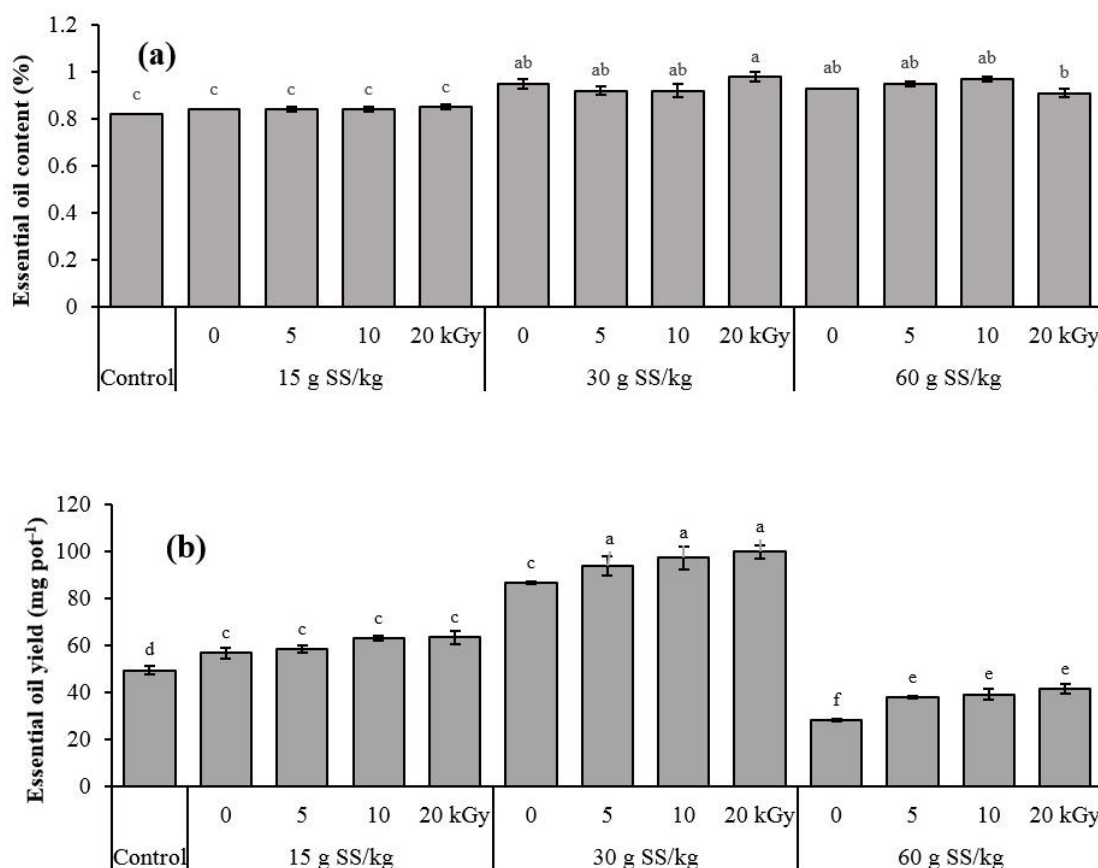 Essential oil content (%)
1.2
1
0.8
0.6
0.4
0.2
0
(a)
c c c c c ab ab ab a ab ab ab b
0 5 10 20 kGy 0 5 10 20 kGy 0 5 10 20 kGy
Control 15 g SS/kg 30 g SS/kg 60 g SS/kg
Essential oil yield (mg pot⁻¹)
120
100
80
60
40
20
0
(b)
d c c c c c a a a f e e e
0 5 10 20 kGy 0 5 10 20 kGy 0 5 10 20 kGy
Control 15 g SS/kg 30 g SS/kg 60 g SS/kg